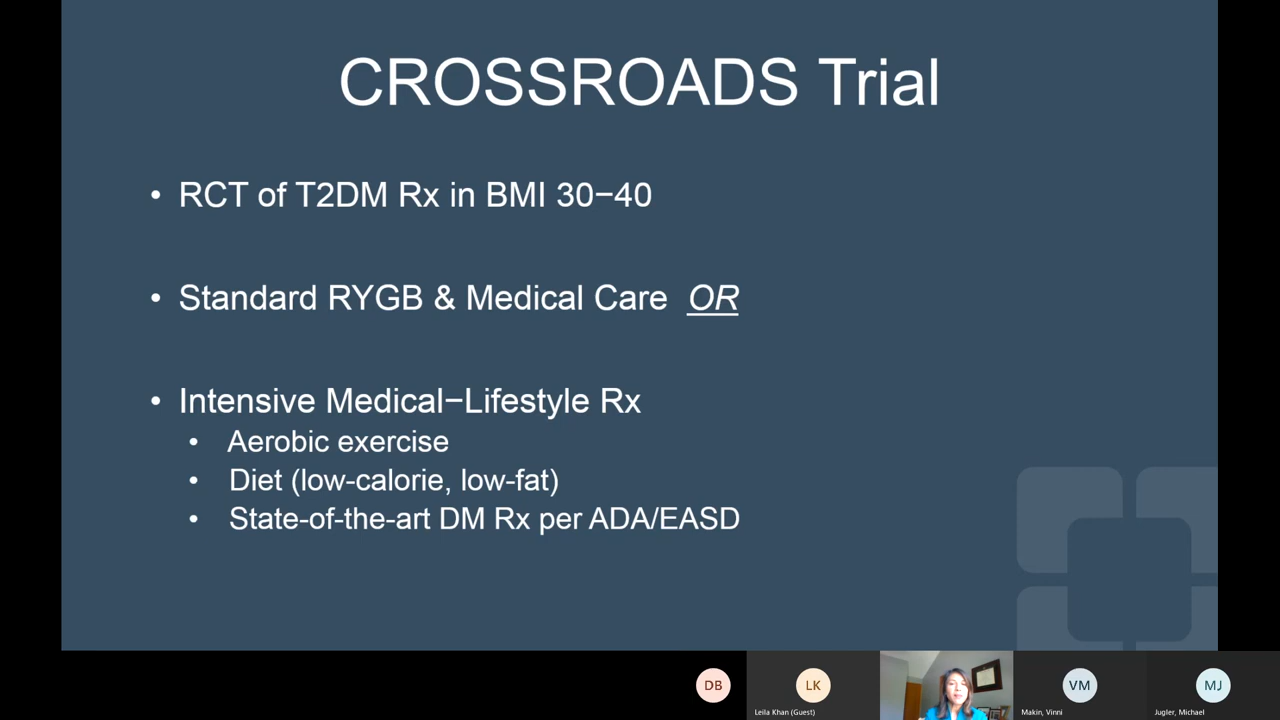 CROSSROADS Trial
• RCT of T2DM Rx in BMI 30−40
• Standard RYGB & Medical Care OR
• Intensive Medical−Lifestyle Rx
• Aerobic exercise
• Diet (low-calorie, low-fat)
• State-of-the-art DM Rx per ADA/EASD
DB
LK
VM
MJ
Leila Khan (Guest)
Makin, Vinni
Jugler, Michael